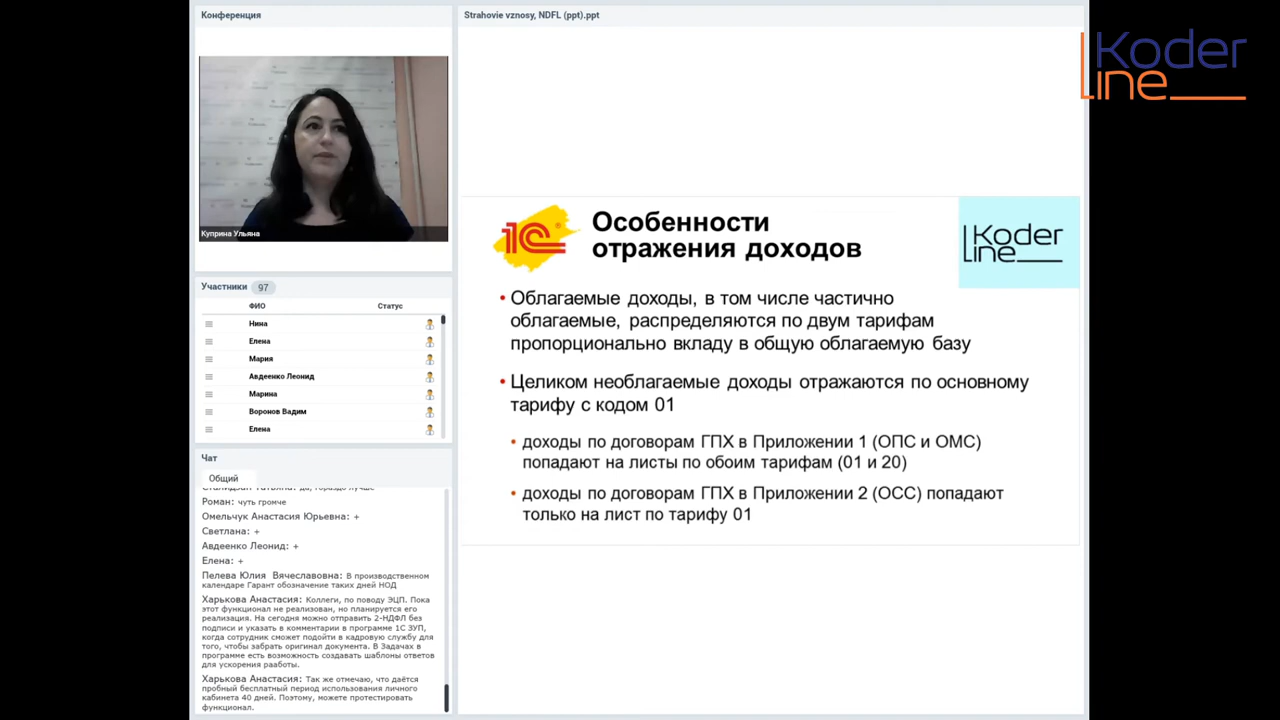 Конференция
Куприна Ульяна
Участники 97
ФИО Статус
Нина
Елена
Мария
Авдеенко Леонид
Марина
Воронов Вадим
Елена
Чат
Общий
Роман: чуть громче
Омельчук Анастасия Юрьевна: +
Светлана: +
Авдеенко Леонид: +
Елена: +
Пелева Юлия Вячеславовна: В производственном
календаре Гарант обозначение таких дней НОД
Харькова Анастасия: Коллеги, по поводу ЭЦП. Пока
этот функционал не реализован, но планируется его
реализация. На сегодня можно отправить 2-НДФЛ без
подписи и указать в комментарии в программе 1С ЗУП,
когда сотрудник сможет подойти в кадровую службу для
того, чтобы забрать оригинал документа. В Задачах в
программе есть возможность создавать шаблоны ответов
для ускорения рааботы.
Харькова Анастасия: Так же отмечаю, что даётся
пробный бесплатный период использования личного
кабинета 40 дней. Поэтому, можете протестировать
функционал.
Strahovie vznosy, NDFL (ppt).ppt
1С
Особенности
отражения доходов
Koder
Line
• Облагаемые доходы, в том числе частично
облагаемые, распределяются по двум тарифам
пропорционально вкладу в общую облагаемую базу
• Целиком необлагаемые доходы отражаются по основному
тарифу с кодом 01
• доходы по договорам ГПХ в Приложении 1 (ОПС и ОМС)
попадают на листы по обоим тарифам (01 и 20)
• доходы по договорам ГПХ в Приложении 2 (ОСС) попадают
только на лист по тарифу 01
Koder
Line